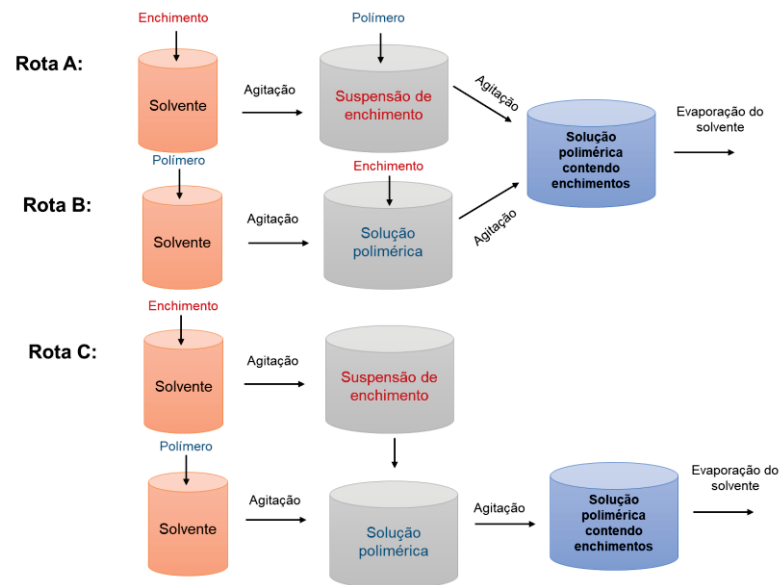 Enchimento
Polímero
Rota A:
Solvente
Agitação
Suspensão de
enchimento
Agitação
Solução
polimérica
contendo
enchimentos
Evaporação do
solvente
Polímero
Enchimento
Rota B:
Solvente
Agitação
Solução
polimérica
Agitação
Enchimento
Rota C:
Solvente
Agitação
Suspensão de
enchimento
Polímero
Solvente
Agitação
Solução
polimérica
Agitação
Solução
polimérica
contendo
enchimentos
Evaporação do
solvente